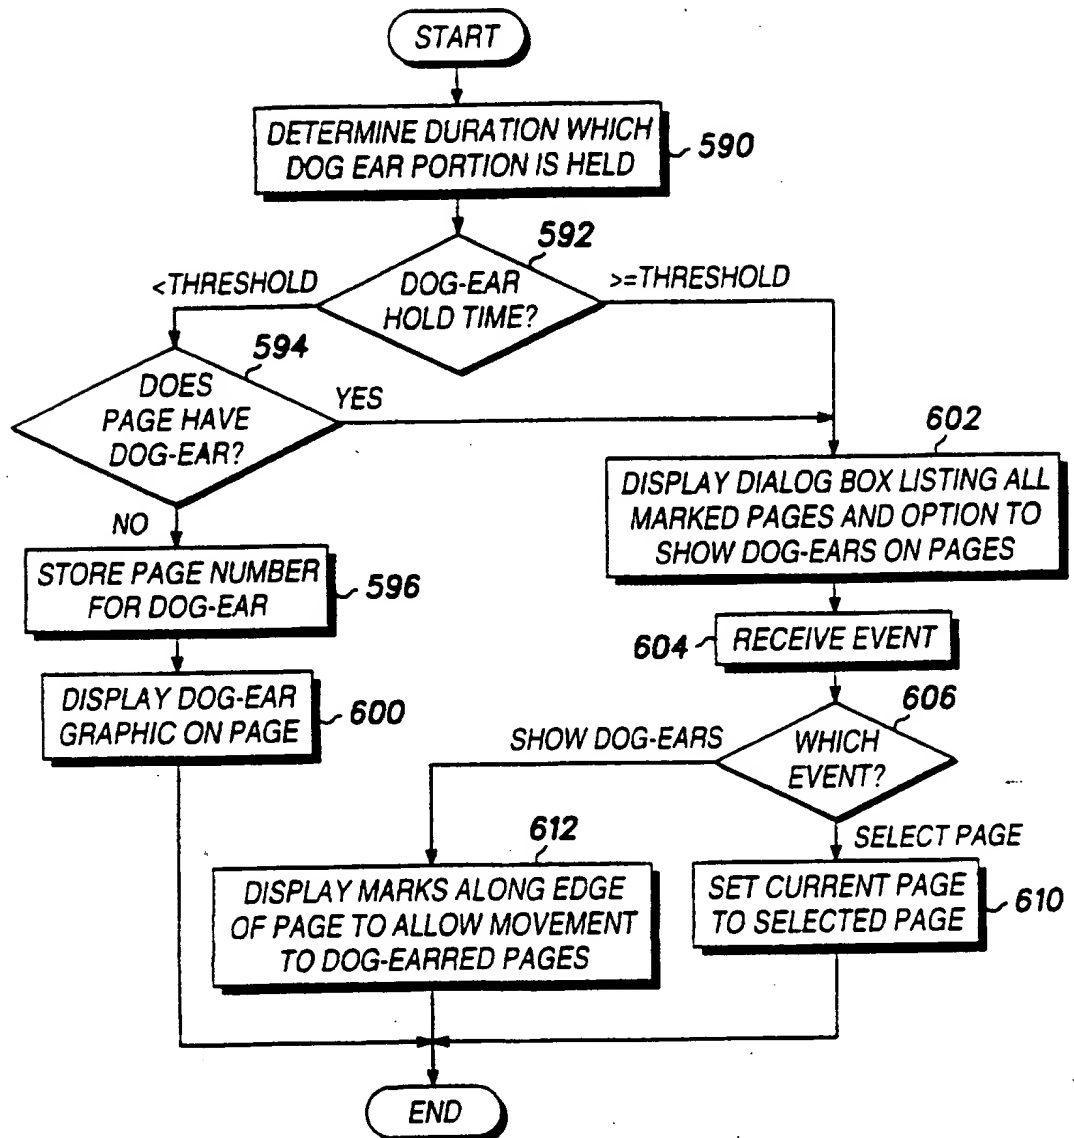 START
DETERMINE DURATION WHICH
DOG EAR PORTION IS HELD
590
592
<THRESHOLD
DOG-EAR
HOLD TIME?
>=THRESHOLD
594
DOES
PAGE HAVE
DOG-EAR?
YES
NO
STORE PAGE NUMBER
FOR DOG-EAR
596
DISPLAY DOG-EAR
GRAPHIC ON PAGE
600
602
DISPLAY DIALOG BOX LISTING ALL
MARKED PAGES AND OPTION TO
SHOW DOG-EARS ON PAGES
604
RECEIVE EVENT
606
SHOW DOG-EARS
WHICH
EVENT?
SELECT PAGE
612
DISPLAY MARKS ALONG EDGE
OF PAGE TO ALLOW MOVEMENT
TO DOG-EARRED PAGES
SET CURRENT PAGE
TO SELECTED PAGE
610
END